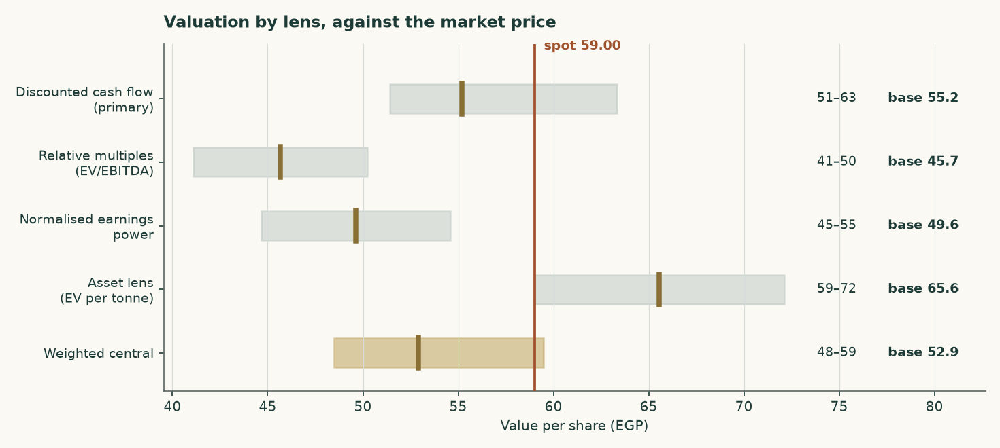 Valuation by lens, against the market price
spot 59.00
Discounted cash flow
(primary)
51–63 base 55.2
Relative multiples
(EV/EBITDA)
41–50 base 45.7
Normalised earnings
power
45–55 base 49.6
Asset lens
(EV per tonne)
59–72 base 65.6
Weighted central
48–59 base 52.9
40 45 50 55 60 65 70 75 80
Value per share (EGP)